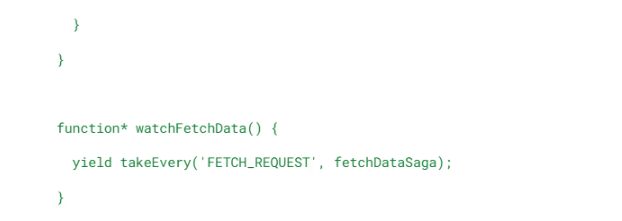 }
}
function* watchFetchData() {
  yield takeEvery('FETCH_REQUEST', fetchDataSaga);
}